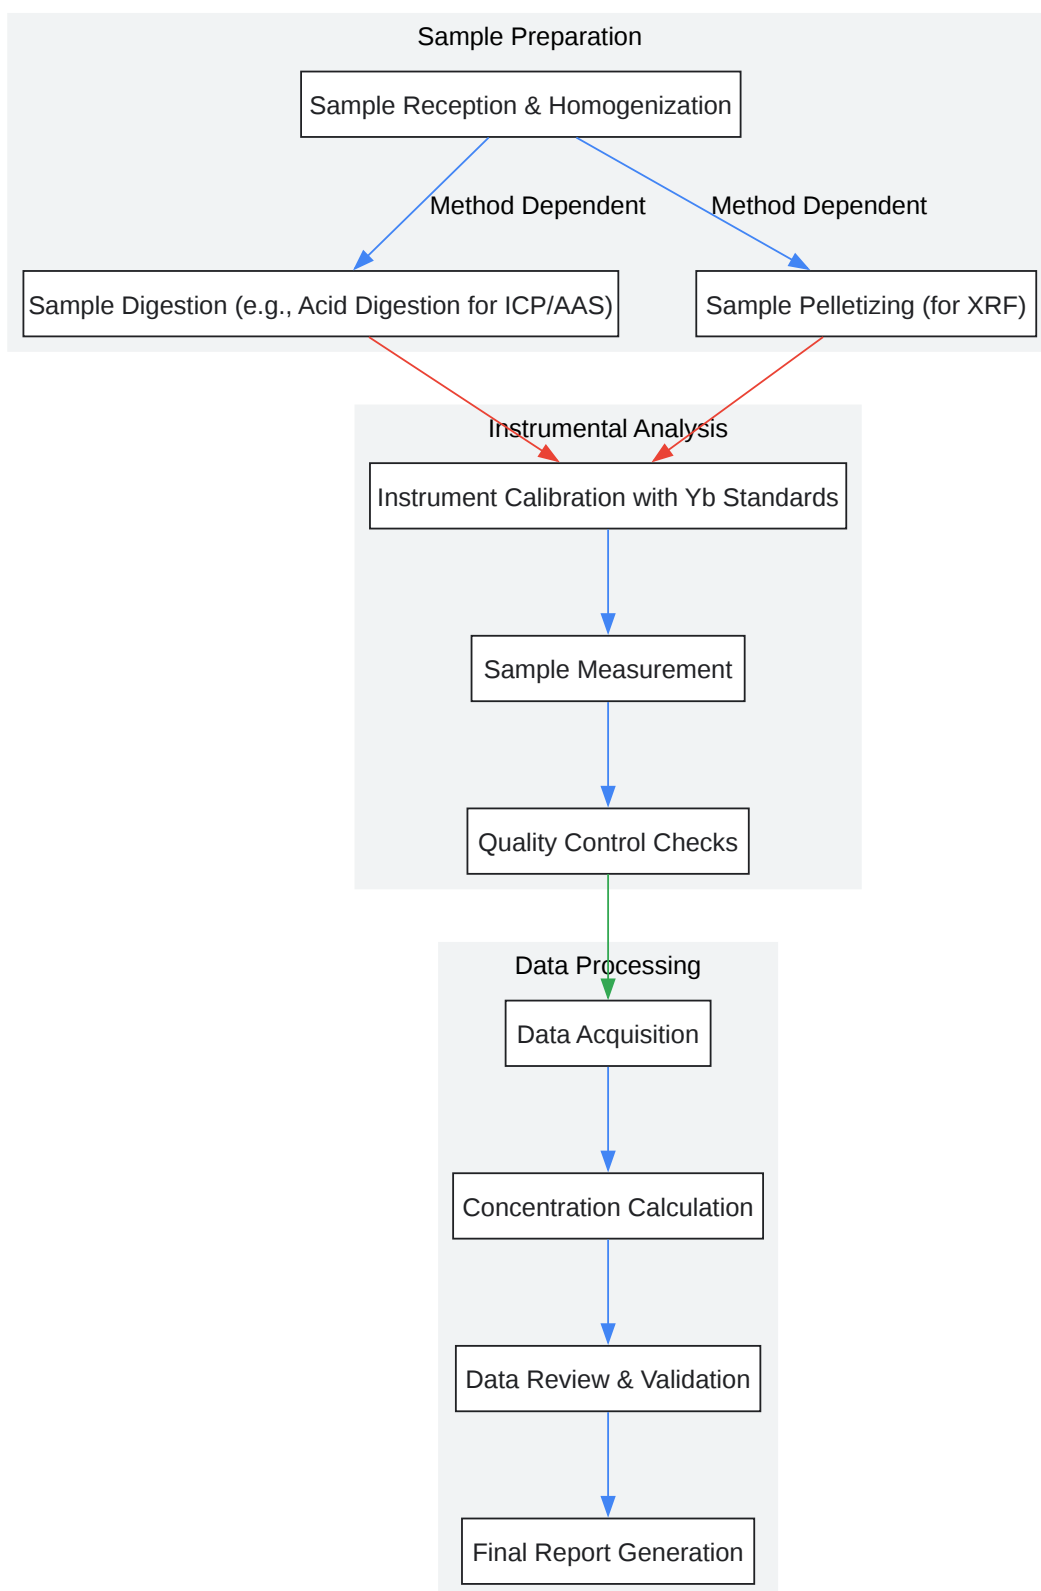 Sample Preparation
Sample Reception & Homogenization
Method Dependent
Method Dependent
Sample Digestion (e.g., Acid Digestion for ICP/AAS)
Sample Pelletizing (for XRF)
Instrumental Analysis
Instrument Calibration with Yb Standards
Sample Measurement
Quality Control Checks
Data Processing
Data Acquisition
Concentration Calculation
Data Review & Validation
Final Report Generation